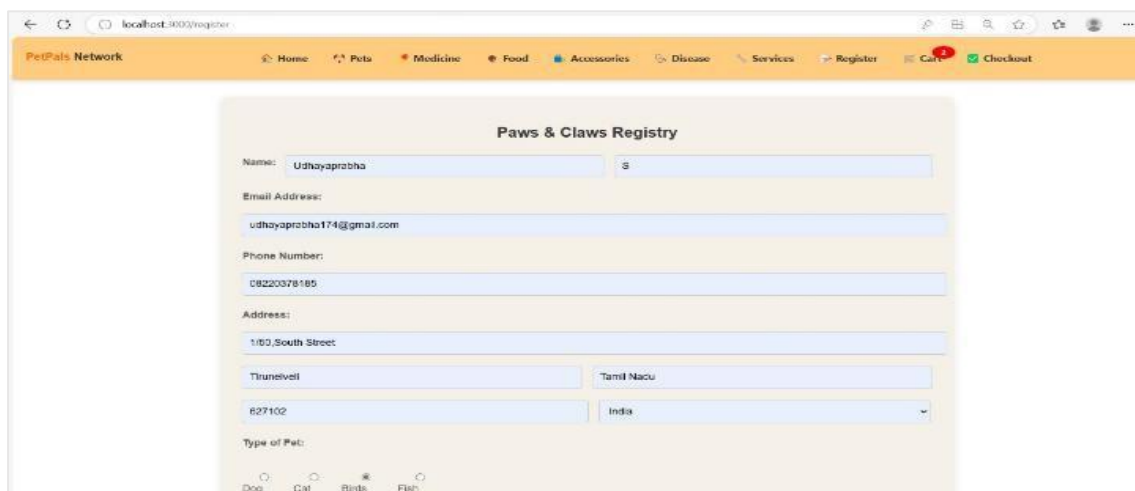 localhost:3000/register
PetPals Network Home Pets Medicine Food Accessories Disease Services Register Cart Checkout
Paws & Claws Registry
Name: Udhayaprabha S
Email Address:
udhayaprabha174@gmail.com
Phone Number:
08220378185
Address:
South Street
Tirunelveli Tamil Nadu
627102 India
Type of Pet:
Dog Cat Birds Fish